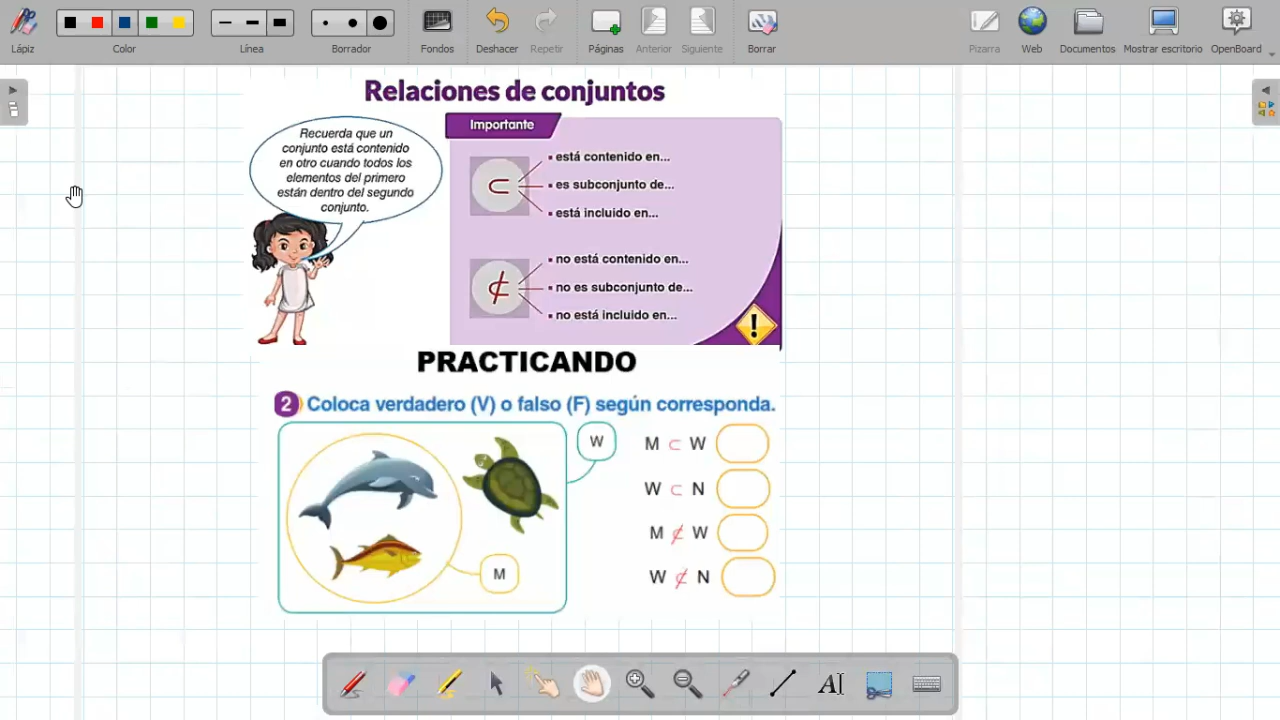 Lápiz
Color
Línea
Borrador
Fondos
Deshacer
Repetir
Páginas
Anterior
Siguiente
Borrar
Pizarra
Web
Documentos
Mostrar escritorio
OpenBoard
Relaciones de conjuntos
Recuerda que un
conjunto está contenido
en otro cuando todos los
elementos del primero
están dentro del segundo
conjunto.
Importante
⊂
▪ está contenido en...
▪ es subconjunto de...
▪ está incluido en...
⊄
▪ no está contenido en...
▪ no es subconjunto de...
▪ no está incluido en...
!
PRACTICANDO
2 Coloca verdadero (V) o falso (F) según corresponda.
W
M
M ⊂ W
W ⊂ N
M ⊄ W
W ⊄ N
AI